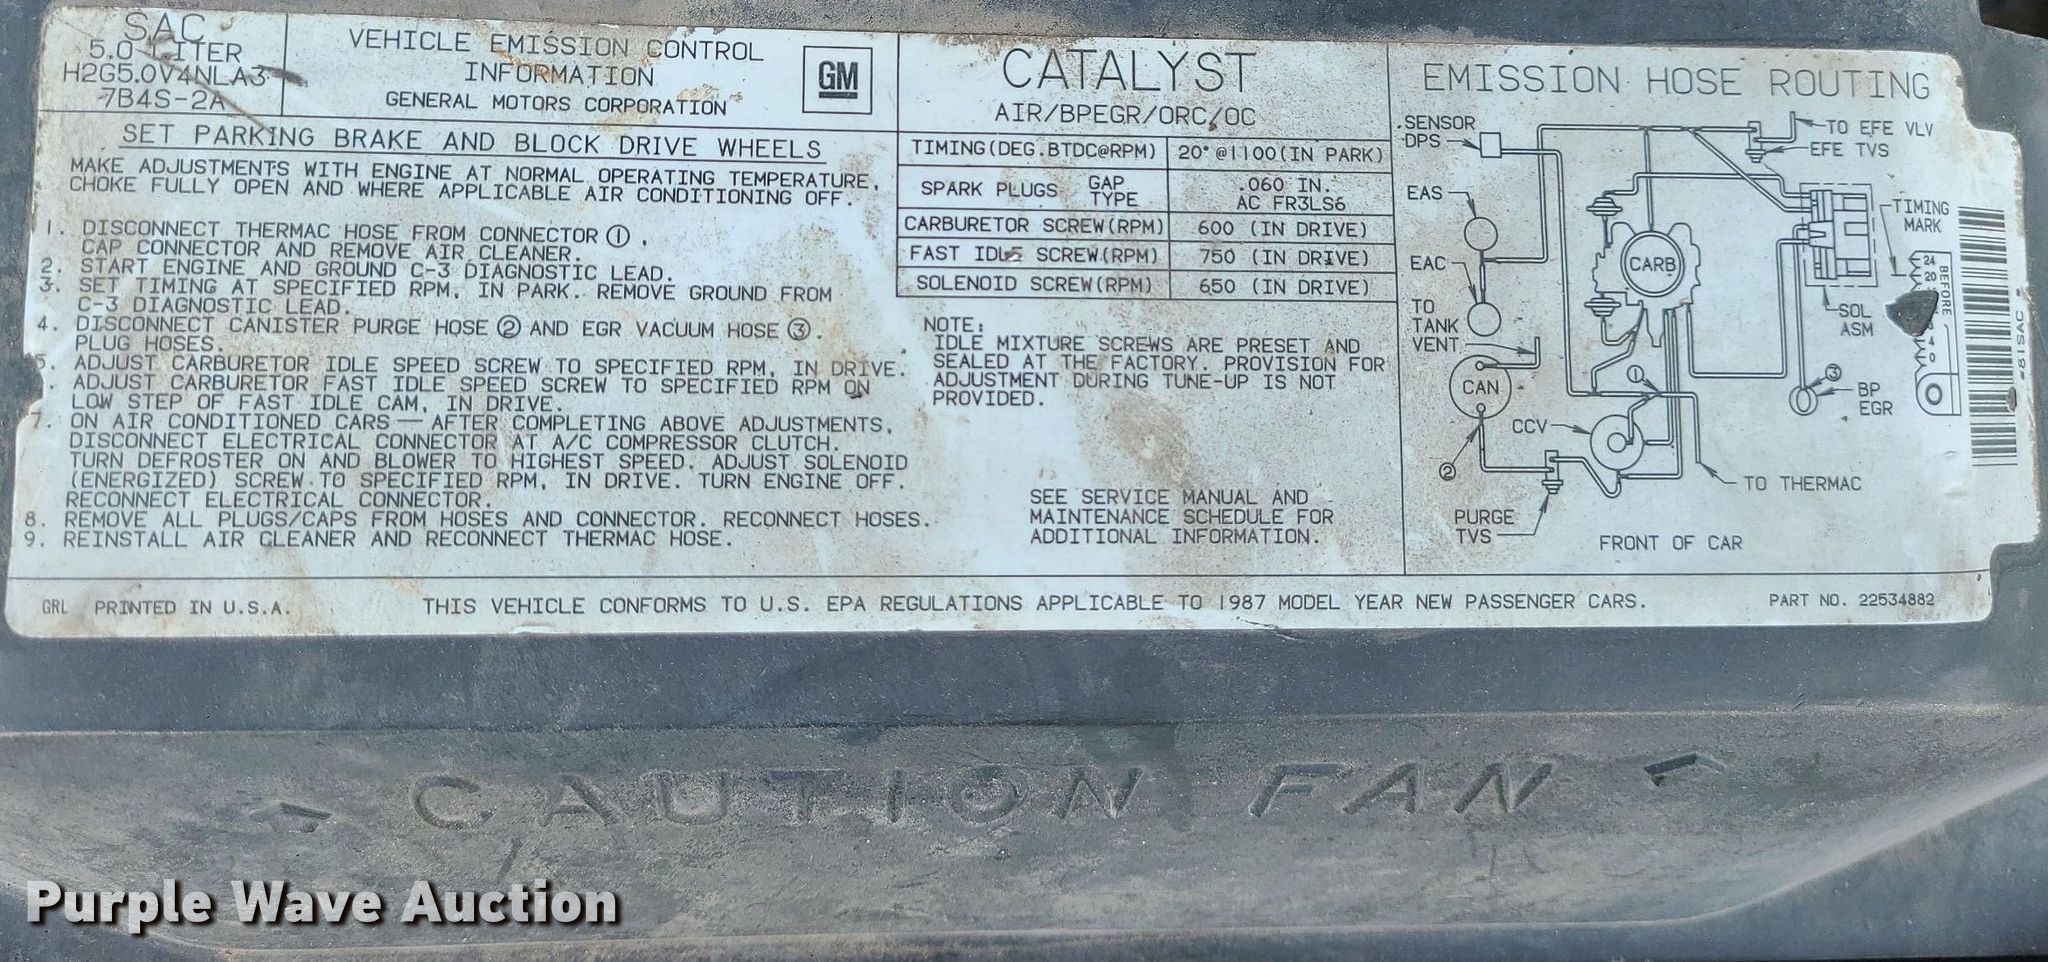 SAC
5.0 LITER
H2G5.0V4NLA3
7B4S-2A
VEHICLE EMISSION CONTROL
INFORMATION
GENERAL MOTORS CORPORATION
GM
SET PARKING BRAKE AND BLOCK DRIVE WHEELS
MAKE ADJUSTMENTS WITH ENGINE AT NORMAL OPERATING TEMPERATURE,
CHOKE FULLY OPEN AND WHERE APPLICABLE AIR CONDITIONING OFF.
1. DISCONNECT THERMAC HOSE FROM CONNECTOR ①,
CAP CONNECTOR AND REMOVE AIR CLEANER.
2. START ENGINE AND GROUND C-3 DIAGNOSTIC LEAD.
3. SET TIMING AT SPECIFIED RPM, IN PARK. REMOVE GROUND FROM
C-3 DIAGNOSTIC LEAD.
4. DISCONNECT CANISTER PURGE HOSE ② AND EGR VACUUM HOSE ③.
PLUG HOSES.
5. ADJUST CARBURETOR IDLE SPEED SCREW TO SPECIFIED RPM, IN DRIVE.
. ADJUST CARBURETOR FAST IDLE SPEED SCREW TO SPECIFIED RPM ON
LOW STEP OF FAST IDLE CAM, IN DRIVE.
7. ON AIR CONDITIONED CARS — AFTER COMPLETING ABOVE ADJUSTMENTS,
DISCONNECT ELECTRICAL CONNECTOR AT A/C COMPRESSOR CLUTCH.
TURN DEFROSTER ON AND BLOWER TO HIGHEST SPEED. ADJUST SOLENOID
(ENERGIZED) SCREW TO SPECIFIED RPM, IN DRIVE. TURN ENGINE OFF.
RECONNECT ELECTRICAL CONNECTOR.
8. REMOVE ALL PLUGS/CAPS FROM HOSES AND CONNECTOR. RECONNECT HOSES.
9. REINSTALL AIR CLEANER AND RECONNECT THERMAC HOSE.
CATALYST
AIR/BPEGR/ORC/OC
TIMING(DEG.BTDC@RPM) 20° @1100(IN PARK)
SPARK PLUGS GAP .060 IN.
TYPE AC FR3LS6
CARBURETOR SCREW(RPM) 600 (IN DRIVE)
FAST IDLE SCREW(RPM) 750 (IN DRIVE)
SOLENOID SCREW(RPM) 650 (IN DRIVE)
NOTE:
IDLE MIXTURE SCREWS ARE PRESET AND
SEALED AT THE FACTORY. PROVISION FOR
ADJUSTMENT DURING TUNE-UP IS NOT
PROVIDED.
SEE SERVICE MANUAL AND
MAINTENANCE SCHEDULE FOR
ADDITIONAL INFORMATION.
EMISSION HOSE ROUTING
SENSOR
DPS
TO EFE VLV
EFE TVS
EAS
TIMING
MARK
EAC
CARB
24
20
BEFORE
8
4
0
TO
TANK
VENT
SOL
ASM
CAN
①
③
BP
EGR
CCV
②
TO THERMAC
PURGE
TVS
FRONT OF CAR
*81SAC *
GRL PRINTED IN U.S.A.
THIS VEHICLE CONFORMS TO U.S. EPA REGULATIONS APPLICABLE TO 1987 MODEL YEAR NEW PASSENGER CARS.
PART NO. 22534882
CAUTION FAN
Purple Wave Auction